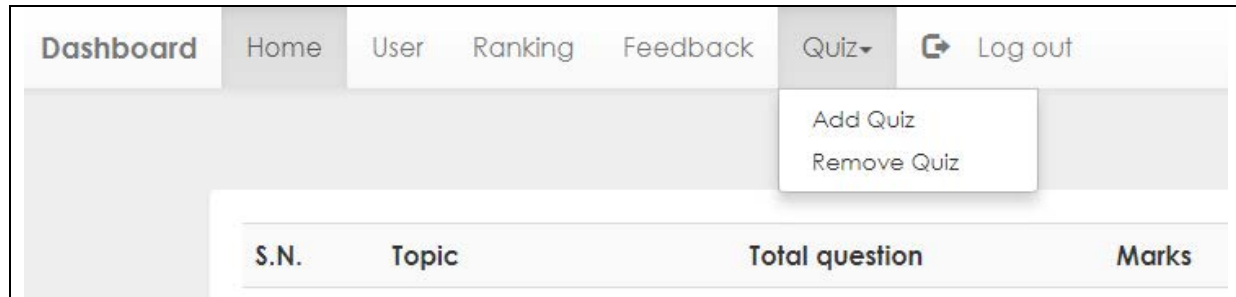 Dashboard Home User Ranking Feedback Quiz Log out
Add Quiz
Remove Quiz
S.N. Topic Total question Marks